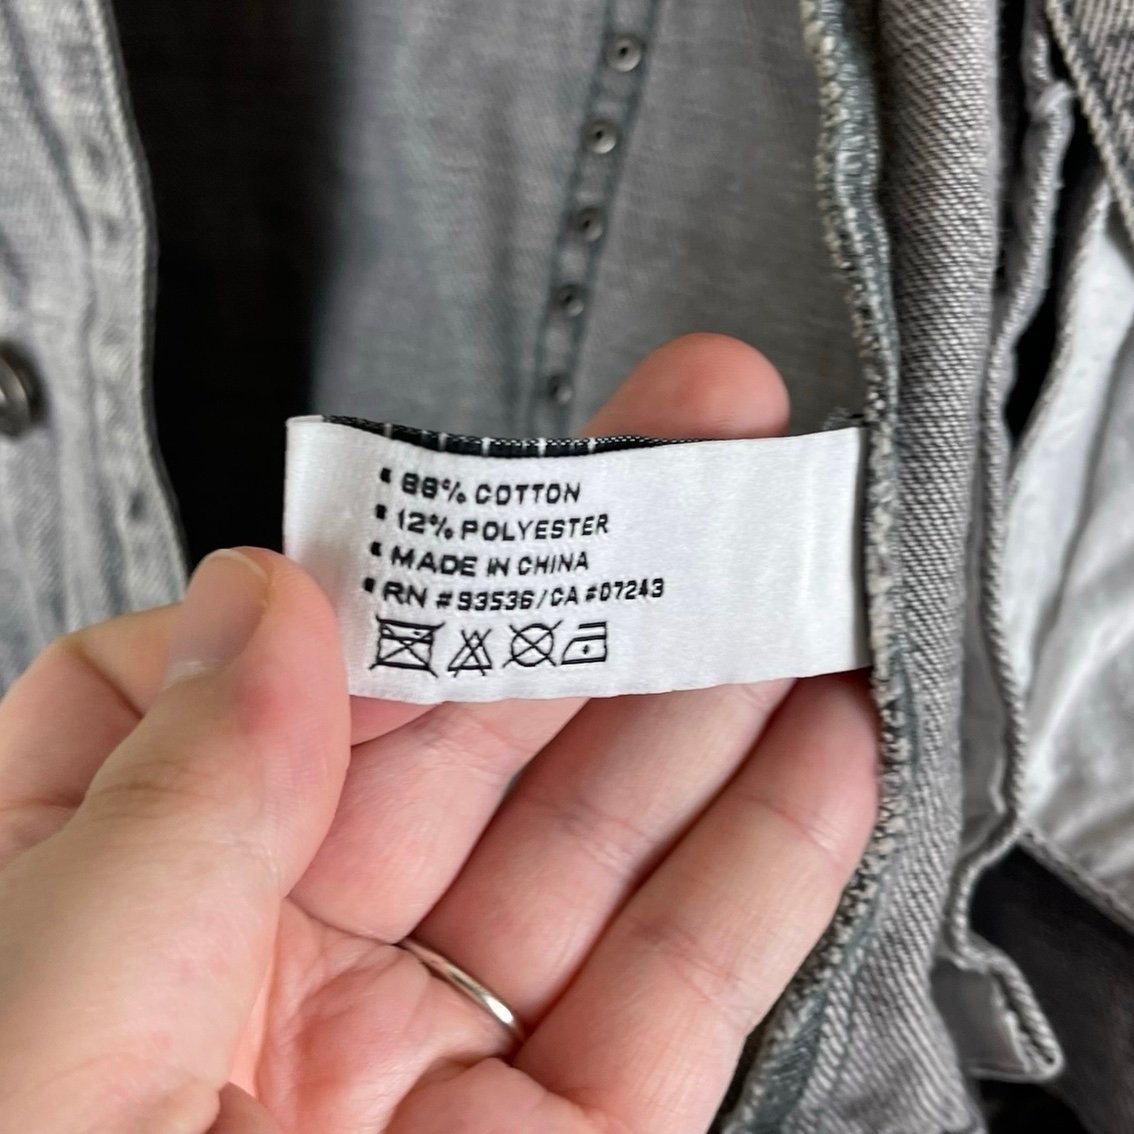 88% COTTON
12% POLYESTER
MADE IN CHINA
RN #93536/CA #07243